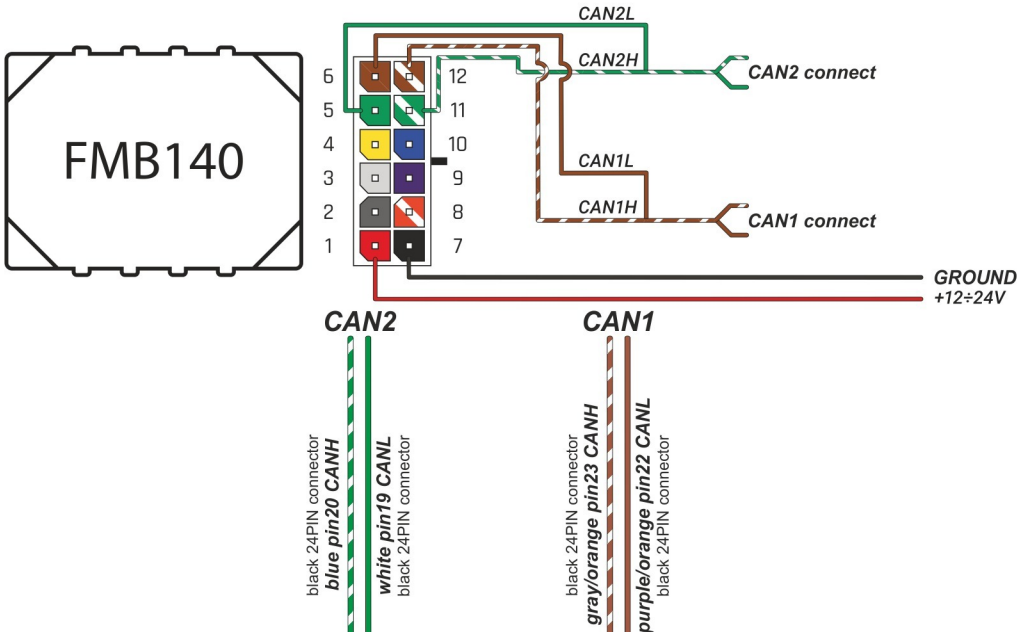 CAN2L
CAN2H
CAN2 connect
FMB140
6
12
5
11
4
10
3
9
2
8
1
7
CAN1L
CAN1H
CAN1 connect
GROUND
+12÷24V
CAN2
CAN1
black 24PIN connector
blue pin20 CANH
white pin19 CANL
black 24PIN connector
black 24PIN connector
gray/orange pin23 CANH
purple/orange pin22 CANL
black 24PIN connector